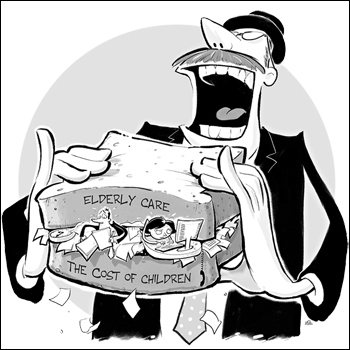 ELDERLY CARE
THE COST OF CHILDREN